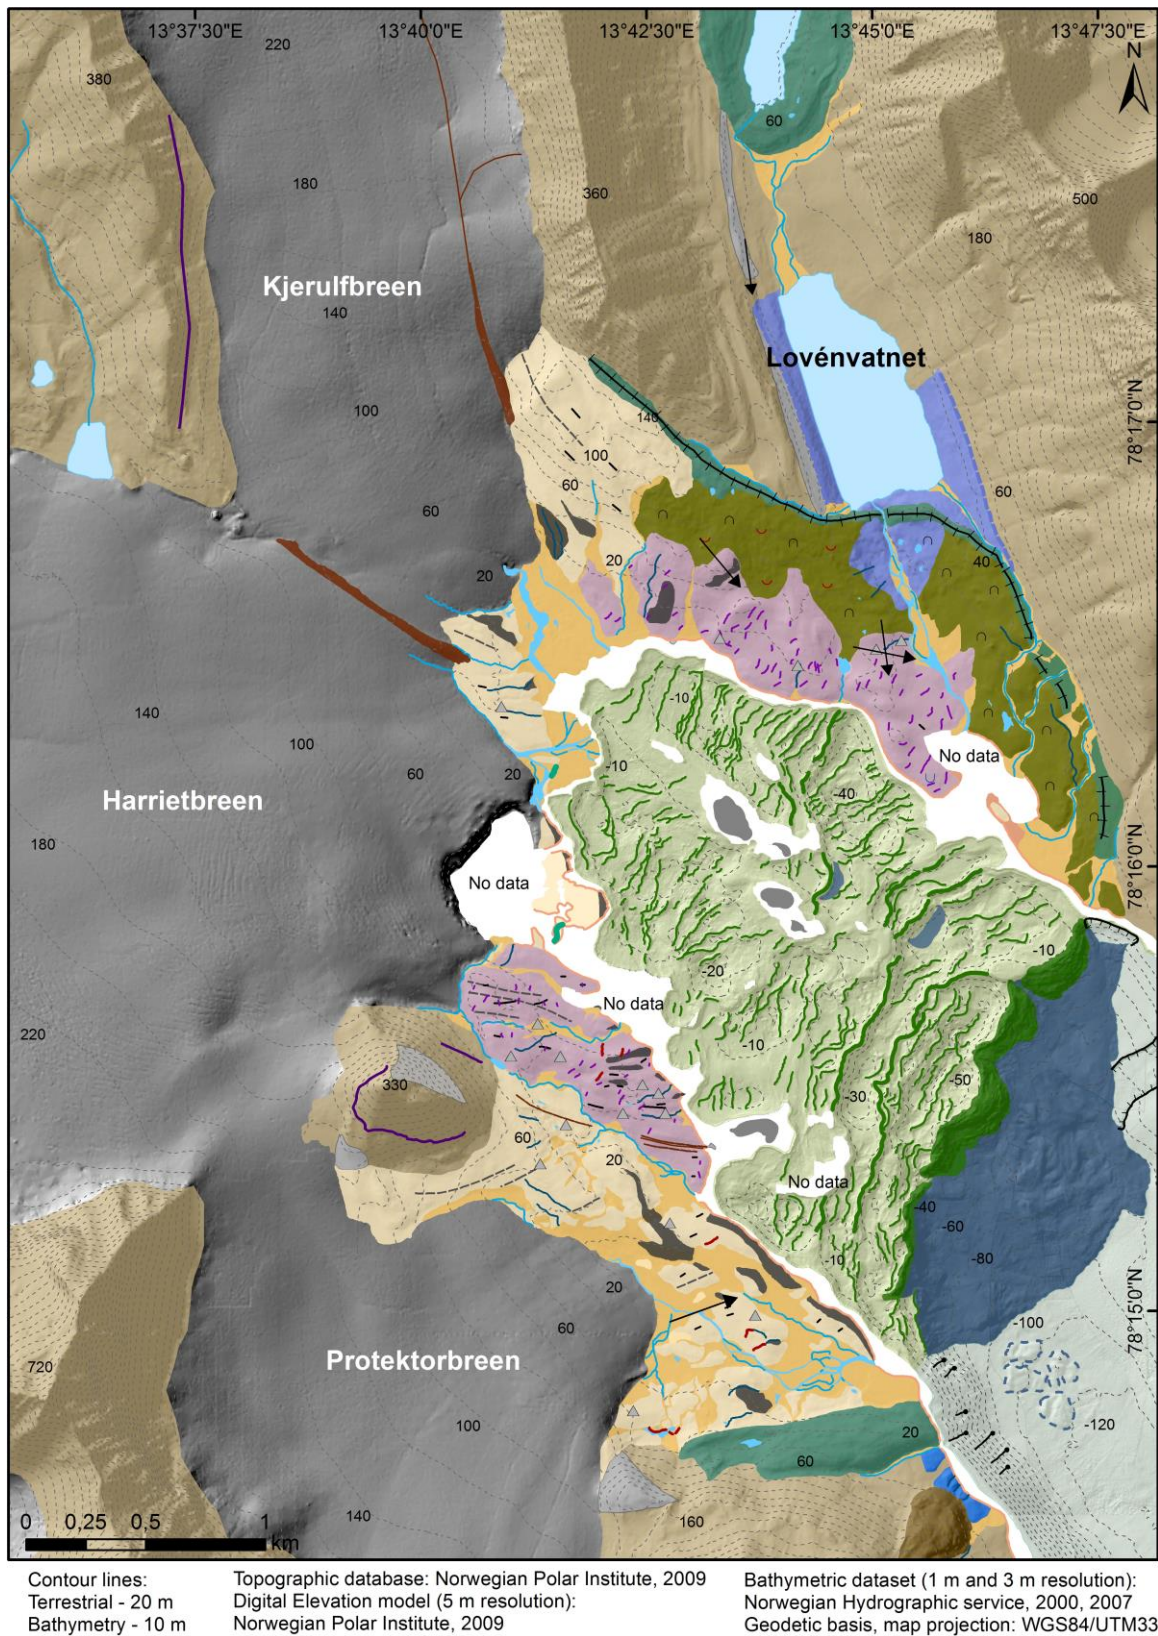 13°37'30"E 13°40'0"E 13°42'30"E 13°45'0"E 13°47'30"E
N
220
380
60
180
360
500
180
Kjerulfbreen
140
Lovénvatnet
100
140
78°17'0"N
100
60
60
60
20
40
20
-10
140
100
60
20
-10
No data
Harrietbreen
-40
180
No data
78°16'0"N
-10
-20
No data
220
-10
330
-50
-30
60
20
No data
-40
-60
-80
-10
20
-100
78°15'0"N
60
720
Protektorbreen
-120
100
20
60
140
160
0 0,25 0,5 1
km
Contour lines:
Terrestrial - 20 m
Bathymetry - 10 m
Topographic database: Norwegian Polar Institute, 2009
Digital Elevation model (5 m resolution):
Norwegian Polar Institute, 2009
Bathymetric dataset (1 m and 3 m resolution):
Norwegian Hydrographic service, 2000, 2007
Geodetic basis, map projection: WGS84/UTM33